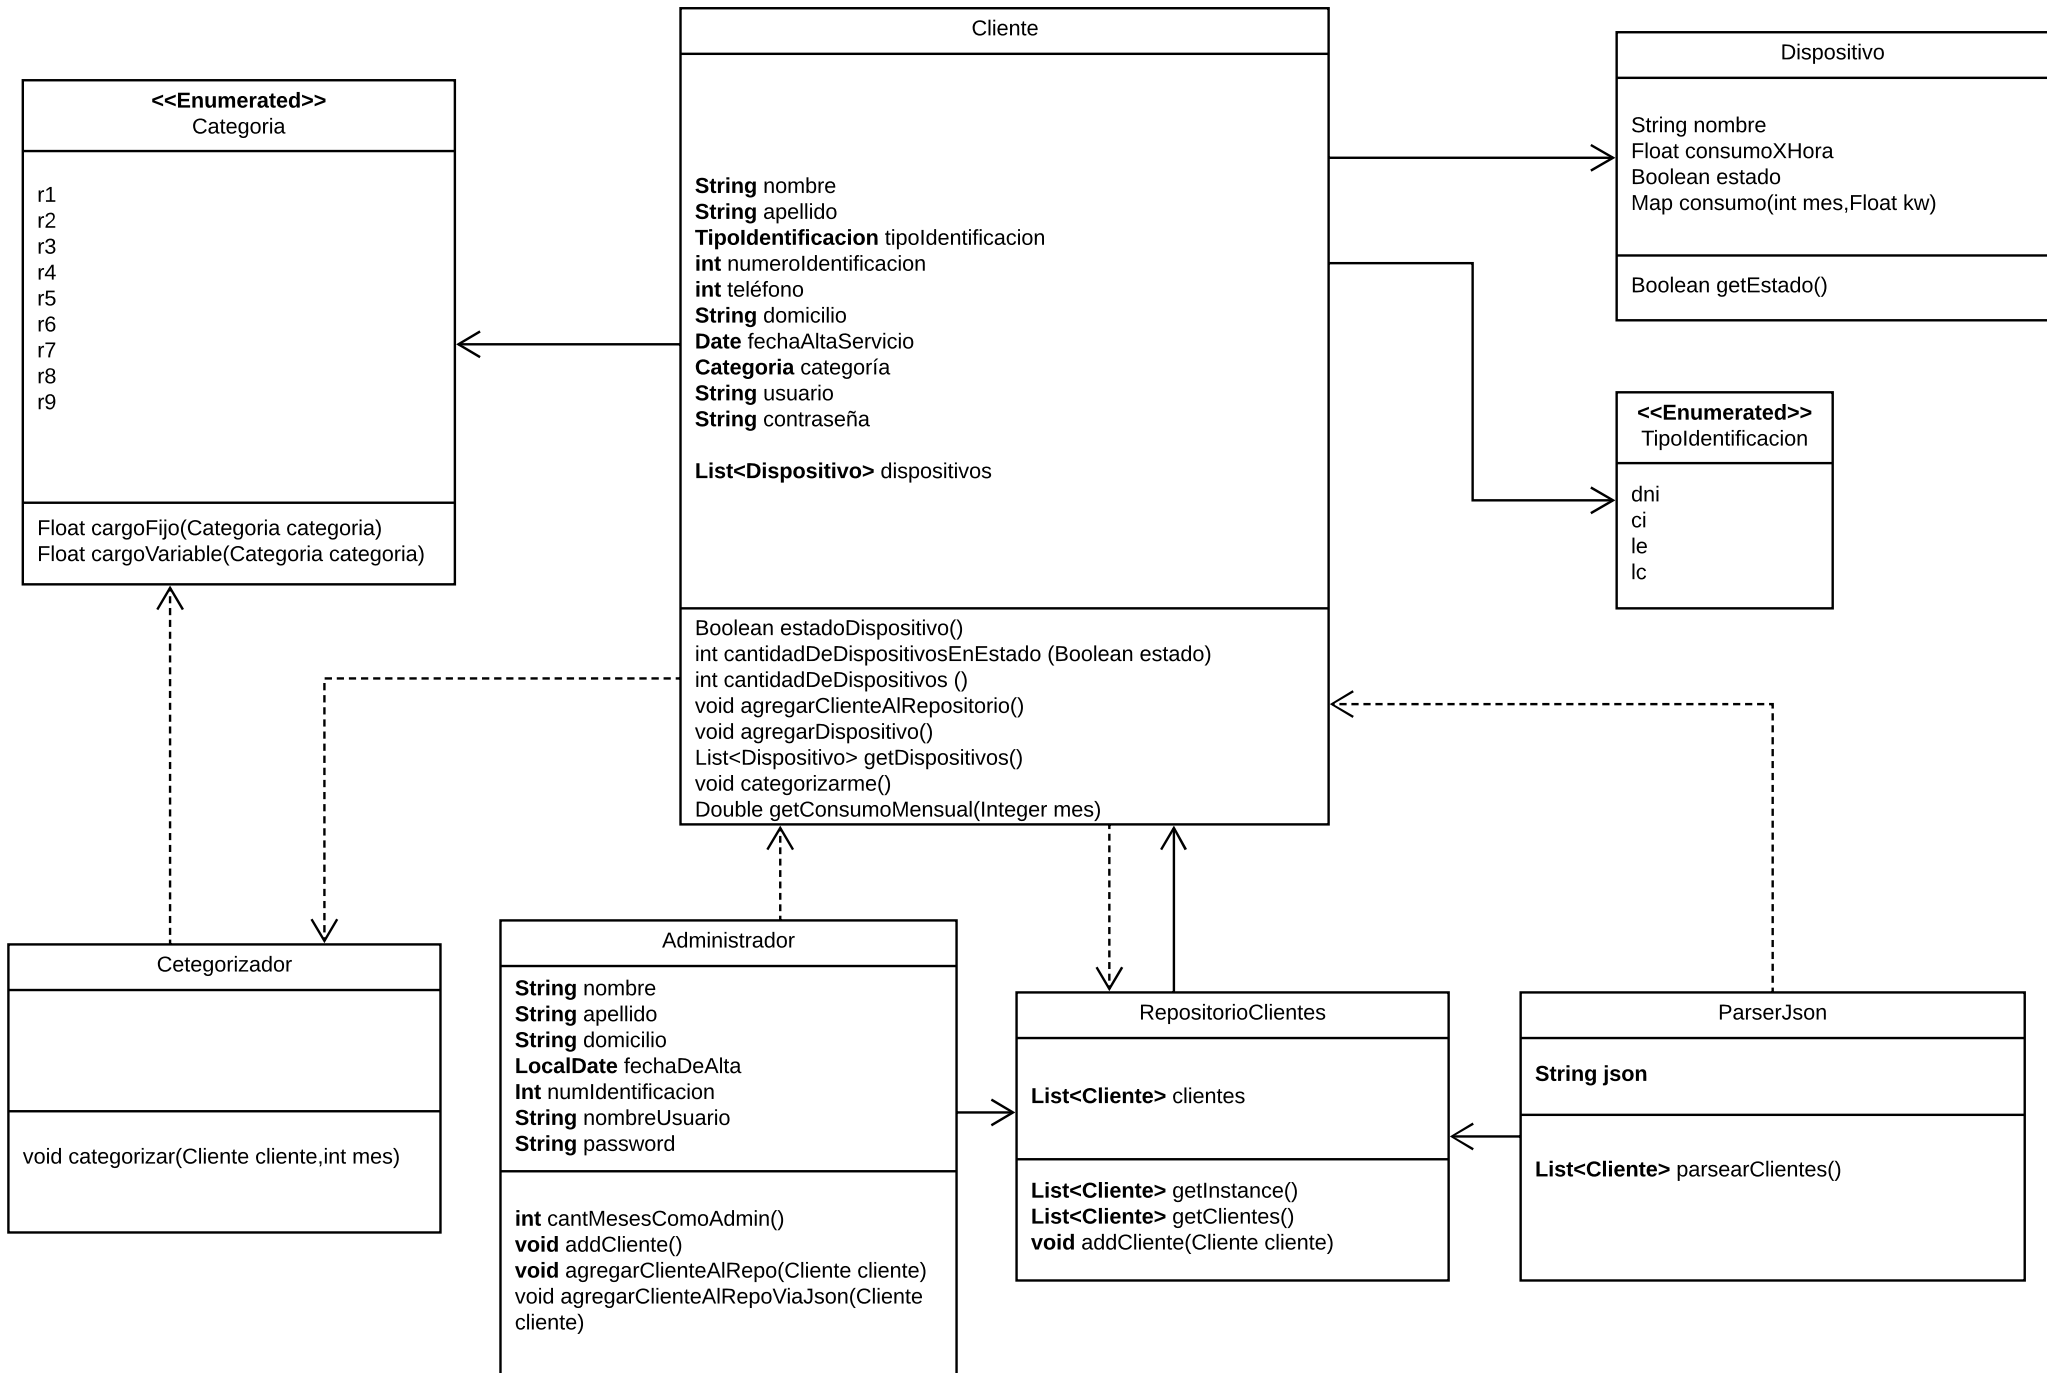 Cliente
String nombre
String apellido
TipoIdentificacion tipoIdentificacion
int numeroIdentificacion
int teléfono
String domicilio
Date fechaAltaServicio
Categoria categoría
String usuario
String contraseña
List<Dispositivo> dispositivos
Boolean estadoDispositivo()
int cantidadDeDispositivosEnEstado (Boolean estado)
int cantidadDeDispositivos ()
void agregarClienteAlRepositorio()
void agregarDispositivo()
List<Dispositivo> getDispositivos()
void categorizarme()
Double getConsumoMensual(Integer mes)
<<Enumerated>>
Categoria
r1
r2
r3
r4
r5
r6
r7
r8
r9
Float cargoFijo(Categoria categoria)
Float cargoVariable(Categoria categoria)
Dispositivo
String nombre
Float consumoXHora
Boolean estado
Map consumo(int mes,Float kw)
Boolean getEstado()
<<Enumerated>>
TipoIdentificacion
dni
ci
le
lc
Cetegorizador
void categorizar(Cliente cliente,int mes)
Administrador
String nombre
String apellido
String domicilio
LocalDate fechaDeAlta
Int numIdentificacion
String nombreUsuario
String password
int cantMesesComoAdmin()
void addCliente()
void agregarClienteAlRepo(Cliente cliente)
void agregarClienteAlRepoViaJson(Cliente
cliente)
RepositorioClientes
List<Cliente> clientes
List<Cliente> getInstance()
List<Cliente> getClientes()
void addCliente(Cliente cliente)
ParserJson
String json
List<Cliente> parsearClientes()